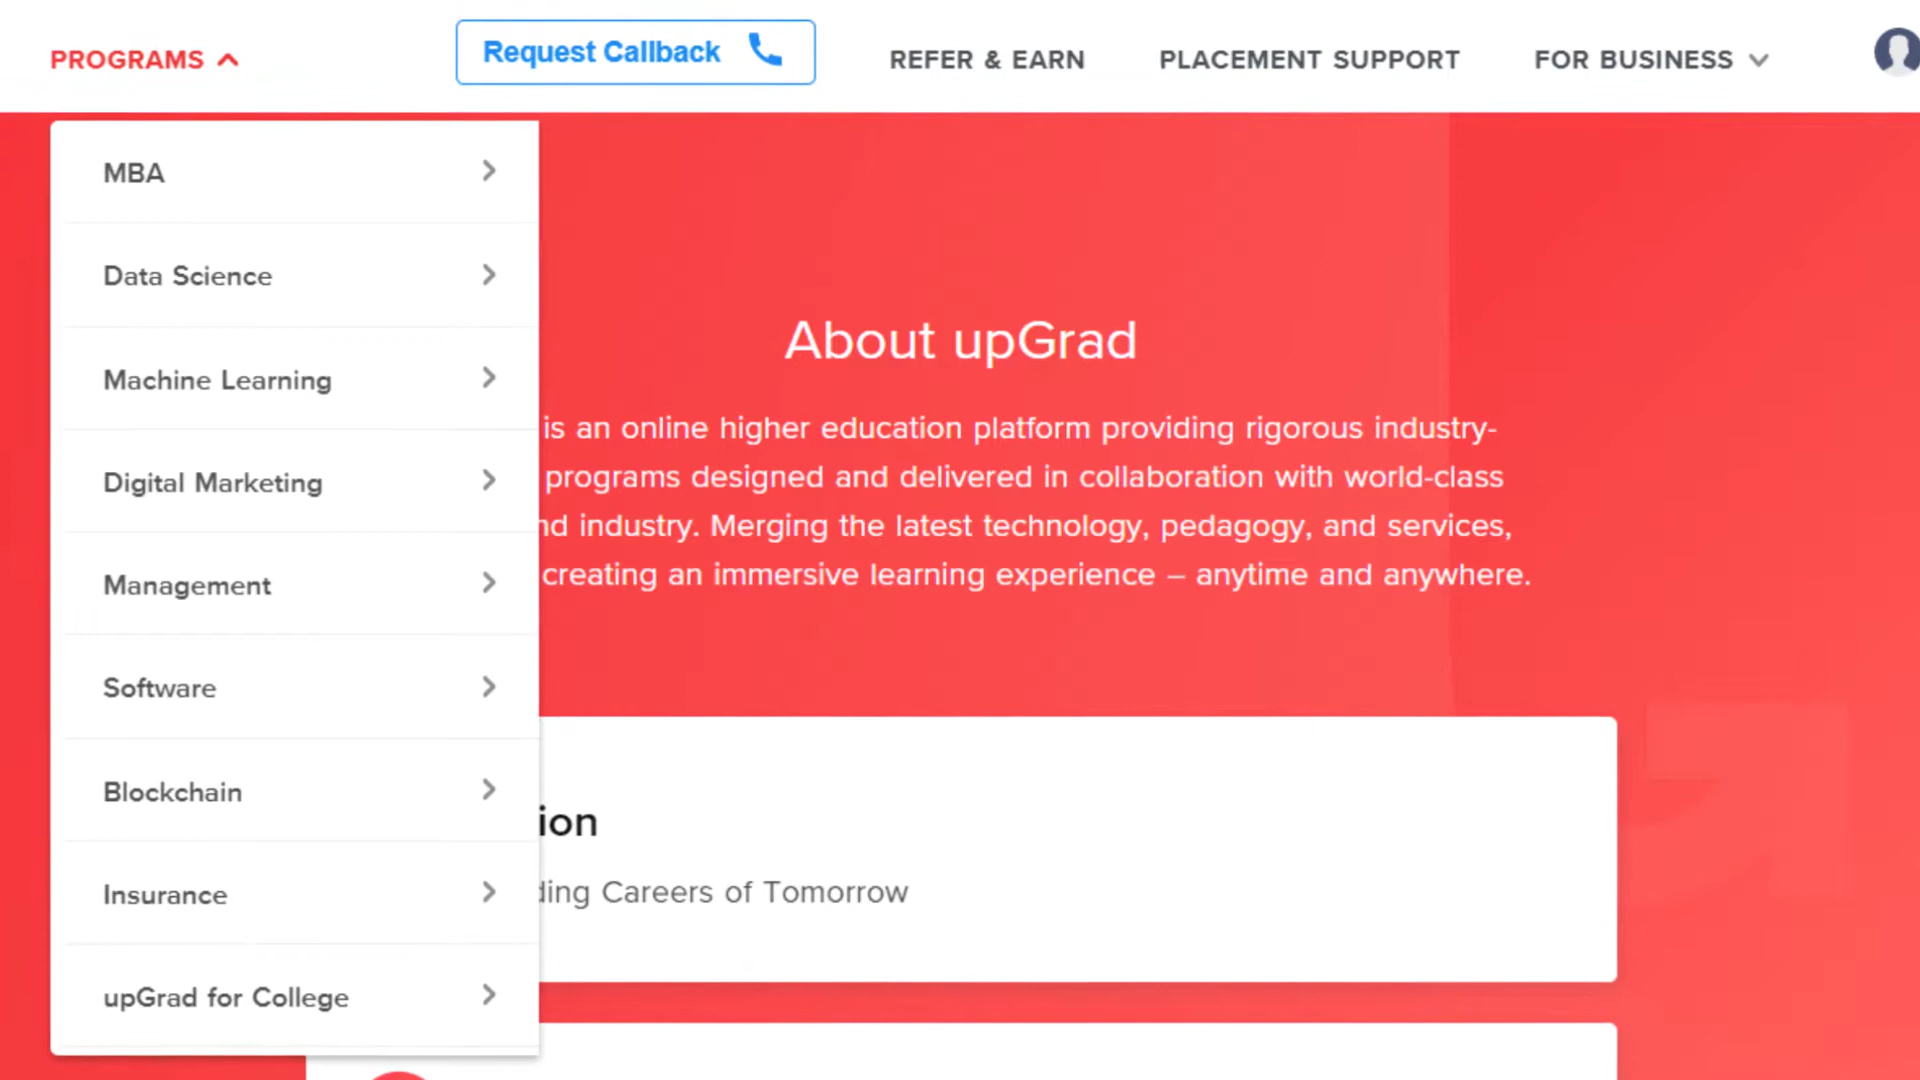 PROGRAMS
Request Callback
REFER & EARN
PLACEMENT SUPPORT
FOR BUSINESS
MBA
Data Science
Machine Learning
Digital Marketing
Management
Software
Blockchain
Insurance
upGrad for College
About upGrad
is an online higher education platform providing rigorous industry-
programs designed and delivered in collaboration with world-class
industry. Merging the latest technology, pedagogy, and services,
creating an immersive learning experience – anytime and anywhere.
Careers of Tomorrow